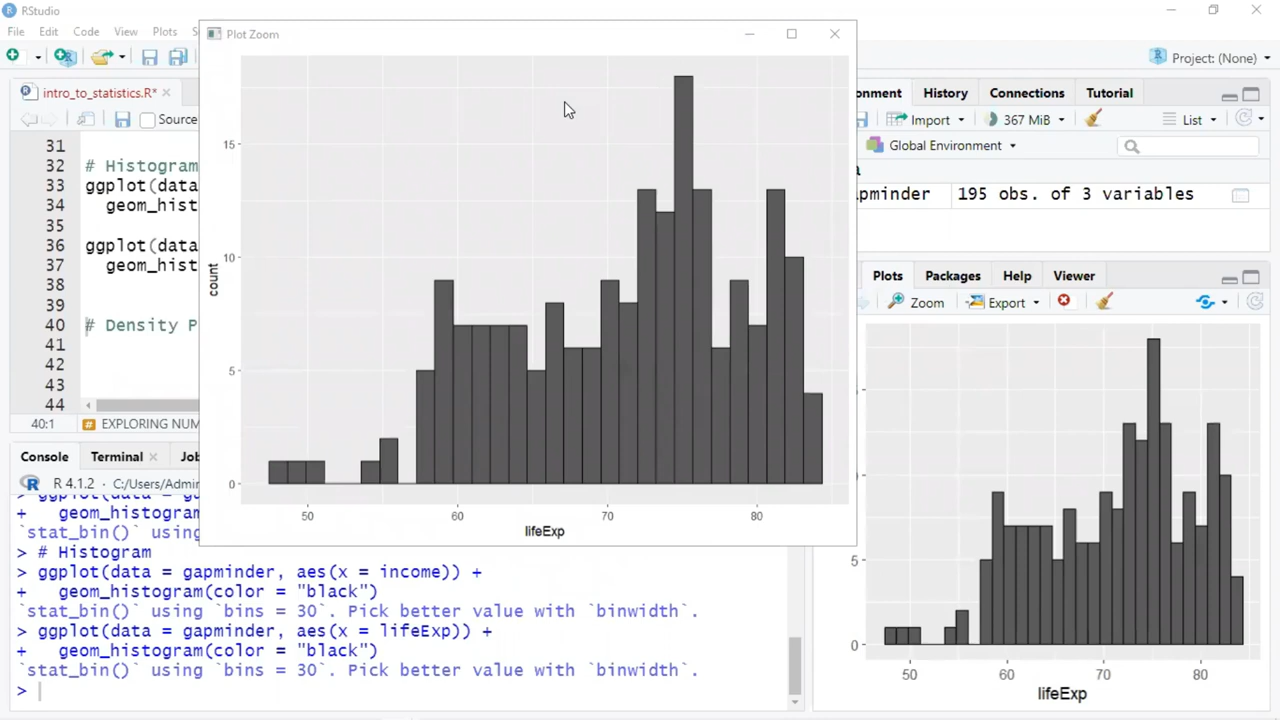 RStudio
File Edit Code View Plots S
Plot Zoom
Project: (None)
intro_to_statistics.R*
Source
31
32 # Histogram
33 ggplot(data
34 geom_hist
35
36 ggplot(data
37 geom_hist
38
39
40 # Density P
41
42
43
44
40:1 # EXPLORING NUM
count
15
10
5
0
50 60 70 80
lifeExp
onment History Connections Tutorial
Import 367 MiB List
Global Environment
a
pminder 195 obs. of 3 variables
Plots Packages Help Viewer
Zoom Export
5
0
50 60 70 80
lifeExp
Console Terminal Job
R R 4.1.2 · C:/Users/Admin
> ggplot(data = ga
+ geom_histogram
`stat_bin()` using
> # Histogram
> ggplot(data = gapminder, aes(x = income)) +
+ geom_histogram(color = "black")
`stat_bin()` using `bins = 30`. Pick better value with `binwidth`.
> ggplot(data = gapminder, aes(x = lifeExp)) +
+ geom_histogram(color = "black")
`stat_bin()` using `bins = 30`. Pick better value with `binwidth`.
>